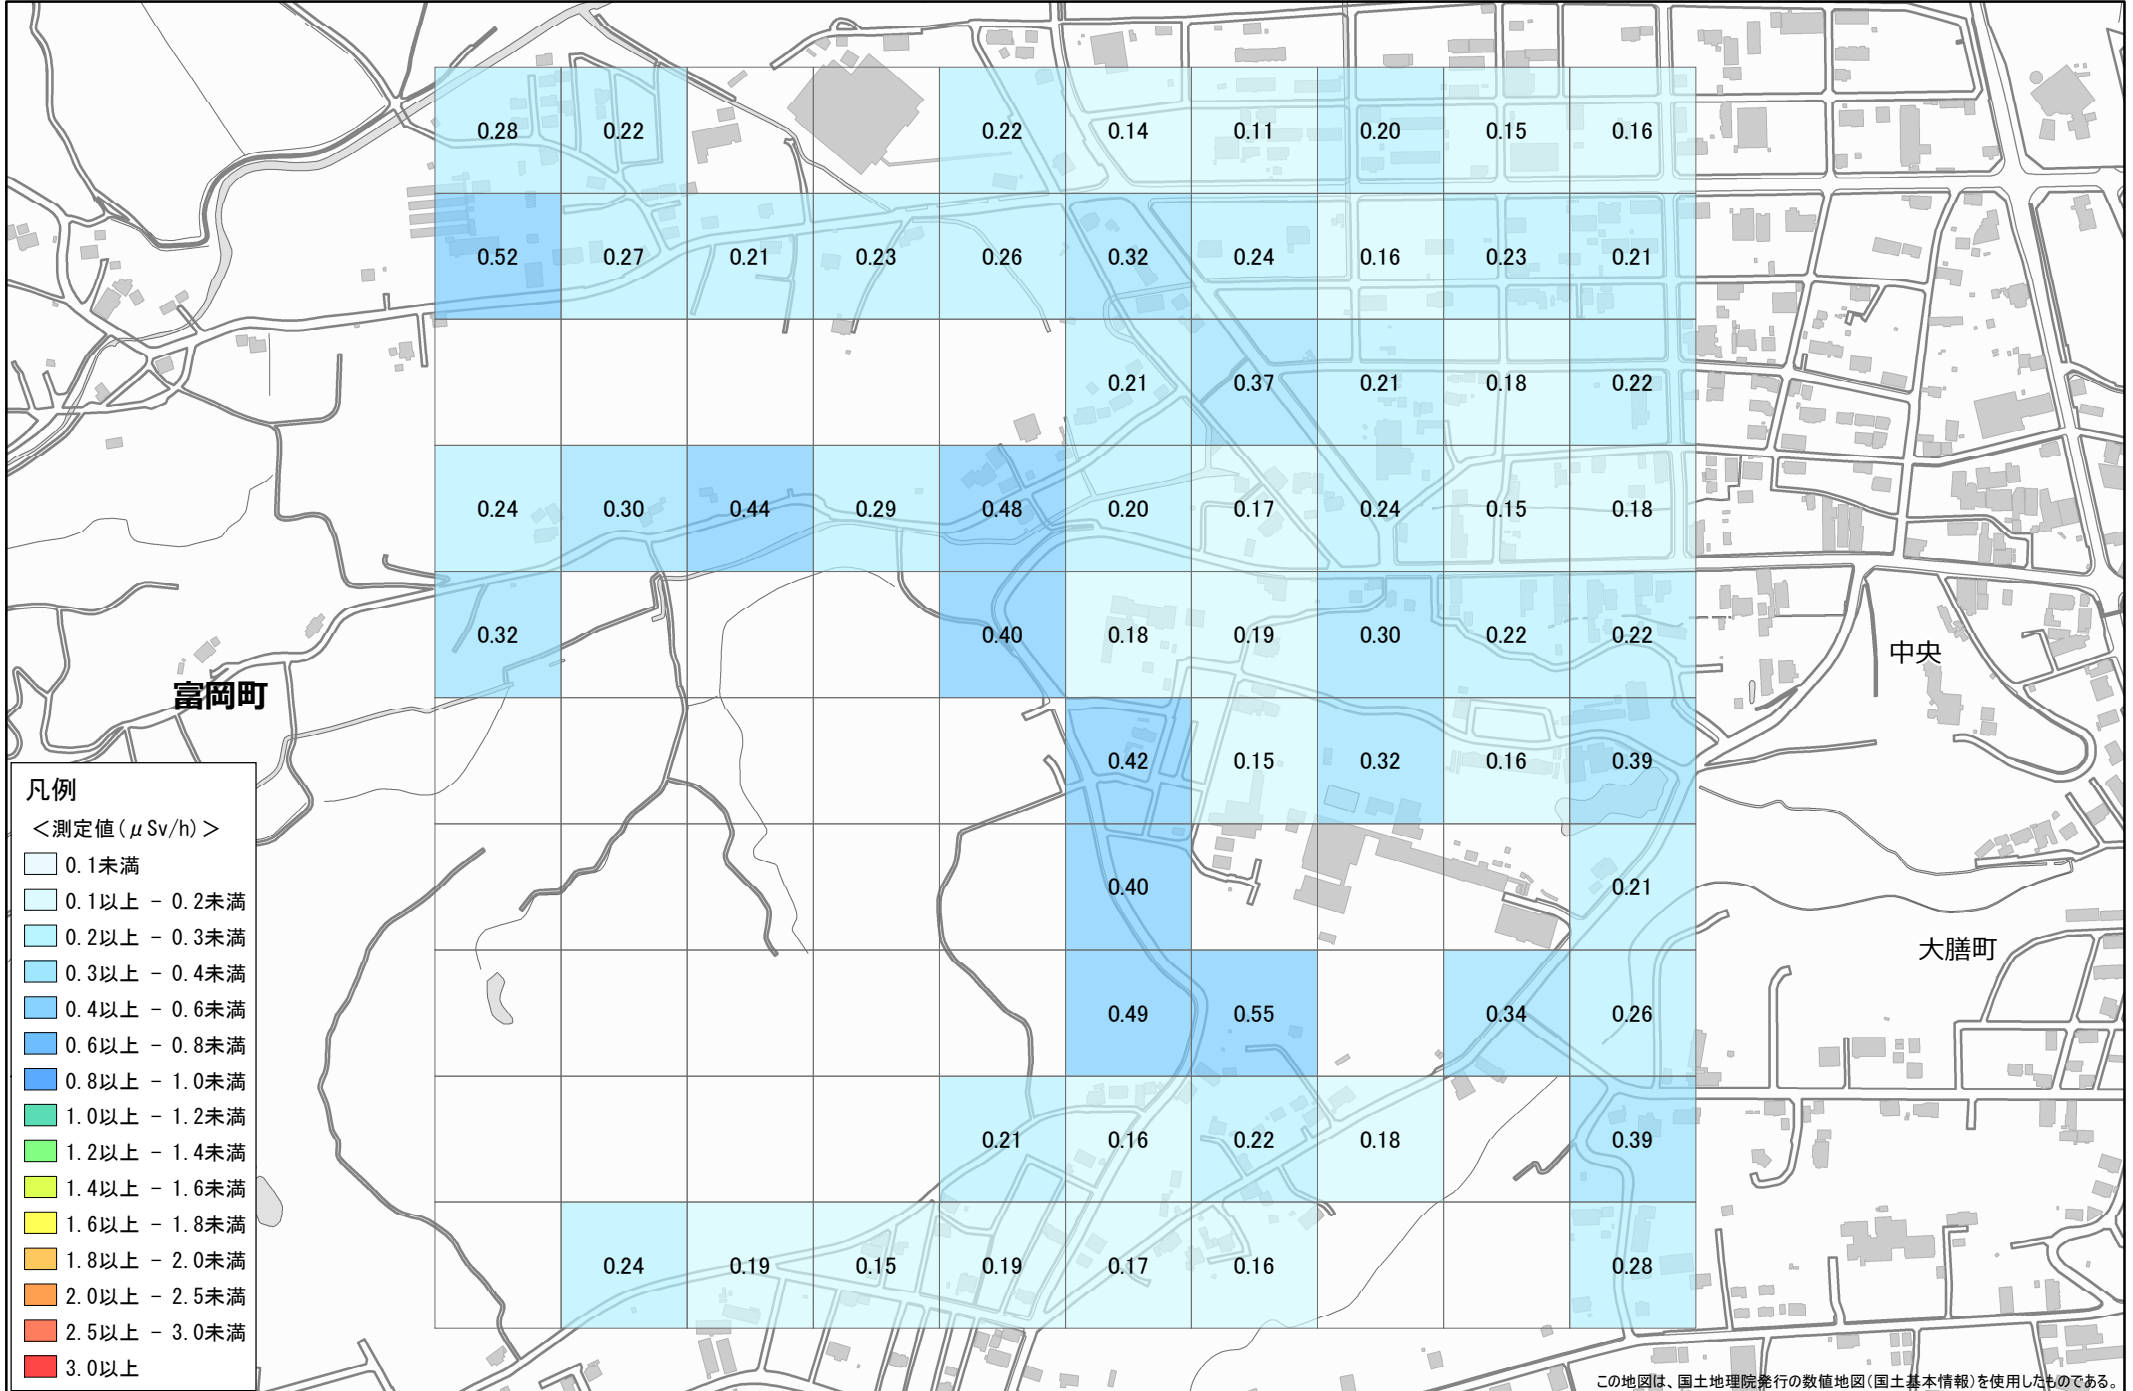 0.28 0.22 0.22 0.14 0.11 0.20 0.15 0.16
0.52 0.27 0.21 0.23 0.26 0.32 0.24 0.16 0.23 0.21
0.21 0.37 0.21 0.18 0.22
0.24 0.30 0.44 0.29 0.48 0.20 0.17 0.24 0.15 0.18
0.32 0.40 0.18 0.19 0.30 0.22 0.22
中央
富岡町
0.42 0.15 0.32 0.16 0.39
0.40 0.21
大膳町
0.49 0.55 0.34 0.26
0.21 0.16 0.22 0.18 0.39
0.24 0.19 0.15 0.19 0.17 0.16 0.28
凡例
＜測定値(μSv/h)＞
0.1未満
0.1以上 － 0.2未満
0.2以上 － 0.3未満
0.3以上 － 0.4未満
0.4以上 － 0.6未満
0.6以上 － 0.8未満
0.8以上 － 1.0未満
1.0以上 － 1.2未満
1.2以上 － 1.4未満
1.4以上 － 1.6未満
1.6以上 － 1.8未満
1.8以上 － 2.0未満
2.0以上 － 2.5未満
2.5以上 － 3.0未満
3.0以上
この地図は、国土地理院発行の数値地図(国土基本情報)を使用したものである。